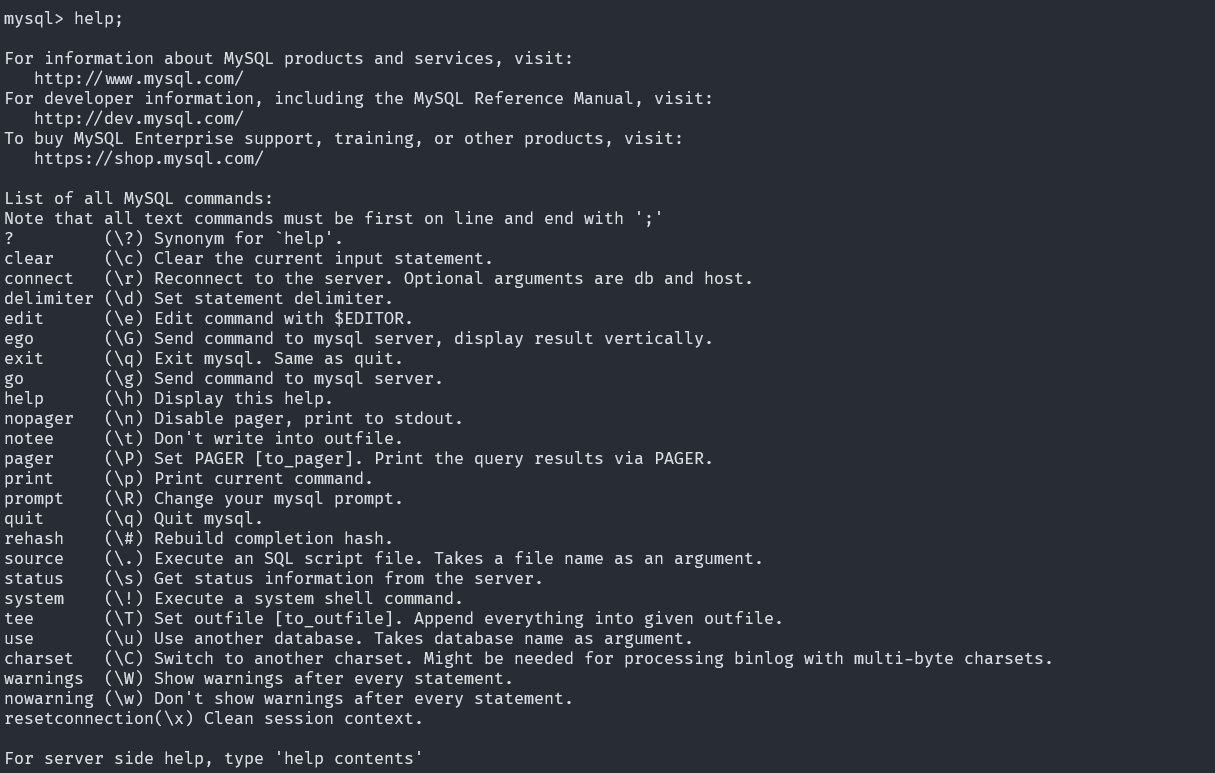 mysql> help;

For information about MySQL products and services, visit:
   http://www.mysql.com/
For developer information, including the MySQL Reference Manual, visit:
   http://dev.mysql.com/
To buy MySQL Enterprise support, training, or other products, visit:
   https://shop.mysql.com/

List of all MySQL commands:
Note that all text commands must be first on line and end with ';'
?         (\?) Synonym for `help'.
clear     (\c) Clear the current input statement.
connect   (\r) Reconnect to the server. Optional arguments are db and host.
delimiter (\d) Set statement delimiter.
edit      (\e) Edit command with $EDITOR.
ego       (\G) Send command to mysql server, display result vertically.
exit      (\q) Exit mysql. Same as quit.
go        (\g) Send command to mysql server.
help      (\h) Display this help.
nopager   (\n) Disable pager, print to stdout.
notee     (\t) Don't write into outfile.
pager     (\P) Set PAGER [to_pager]. Print the query results via PAGER.
print     (\p) Print current command.
prompt    (\R) Change your mysql prompt.
quit      (\q) Quit mysql.
rehash    (\#) Rebuild completion hash.
source    (\.) Execute an SQL script file. Takes a file name as an argument.
status    (\s) Get status information from the server.
system    (\!) Execute a system shell command.
tee       (\T) Set outfile [to_outfile]. Append everything into given outfile.
use       (\u) Use another database. Takes database name as argument.
charset   (\C) Switch to another charset. Might be needed for processing binlog with multi-byte charsets.
warnings  (\W) Show warnings after every statement.
nowarning (\w) Don't show warnings after every statement.
resetconnection(\x) Clean session context.

For server side help, type 'help contents'